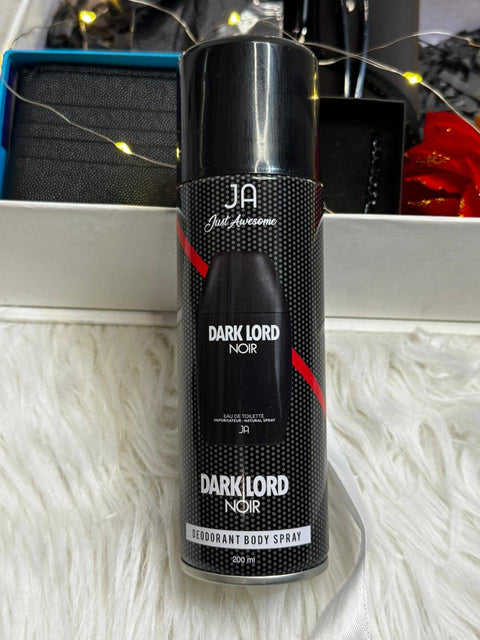 JA
Just Awesome
DARK LORD
NOIR
EAU DE TOILETTE
VAPORISATEUR - NATURAL SPRAY
JA
DARK LORD
NOIR
DEODORANT BODY SPRAY
200 ml